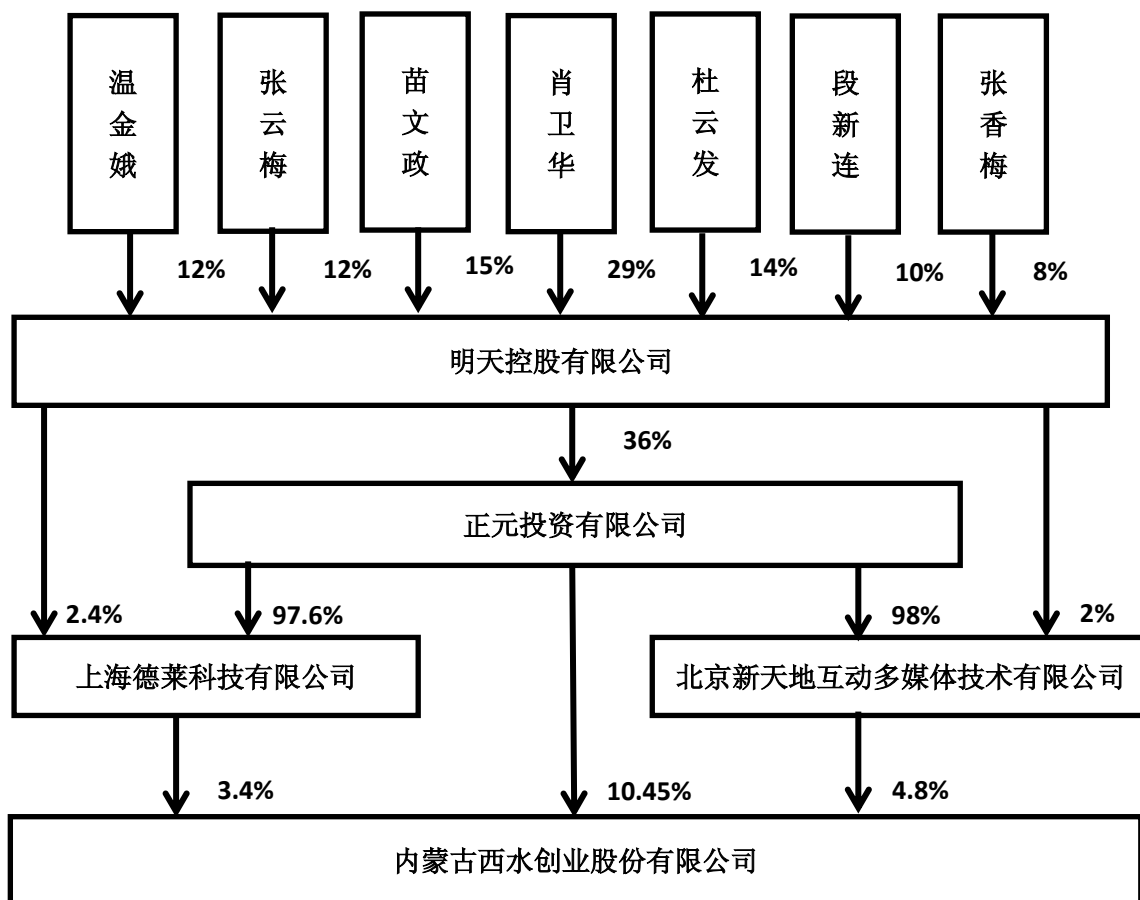 温金娥
张云梅
苗文政
肖卫华
杜云发
段新连
张香梅
12%
12%
15%
29%
14%
10%
8%
明天控股有限公司
36%
正元投资有限公司
2.4%
97.6%
98%
2%
上海德莱科技有限公司
北京新天地互动多媒体技术有限公司
3.4%
10.45%
4.8%
内蒙古西水创业股份有限公司